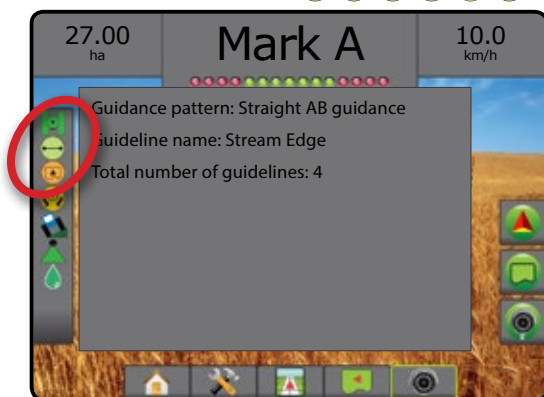 27.00
ha
Mark A
10.0
km/h
Guidance pattern: Straight AB guidance
Guideline name: Stream Edge
Total number of guidelines: 4